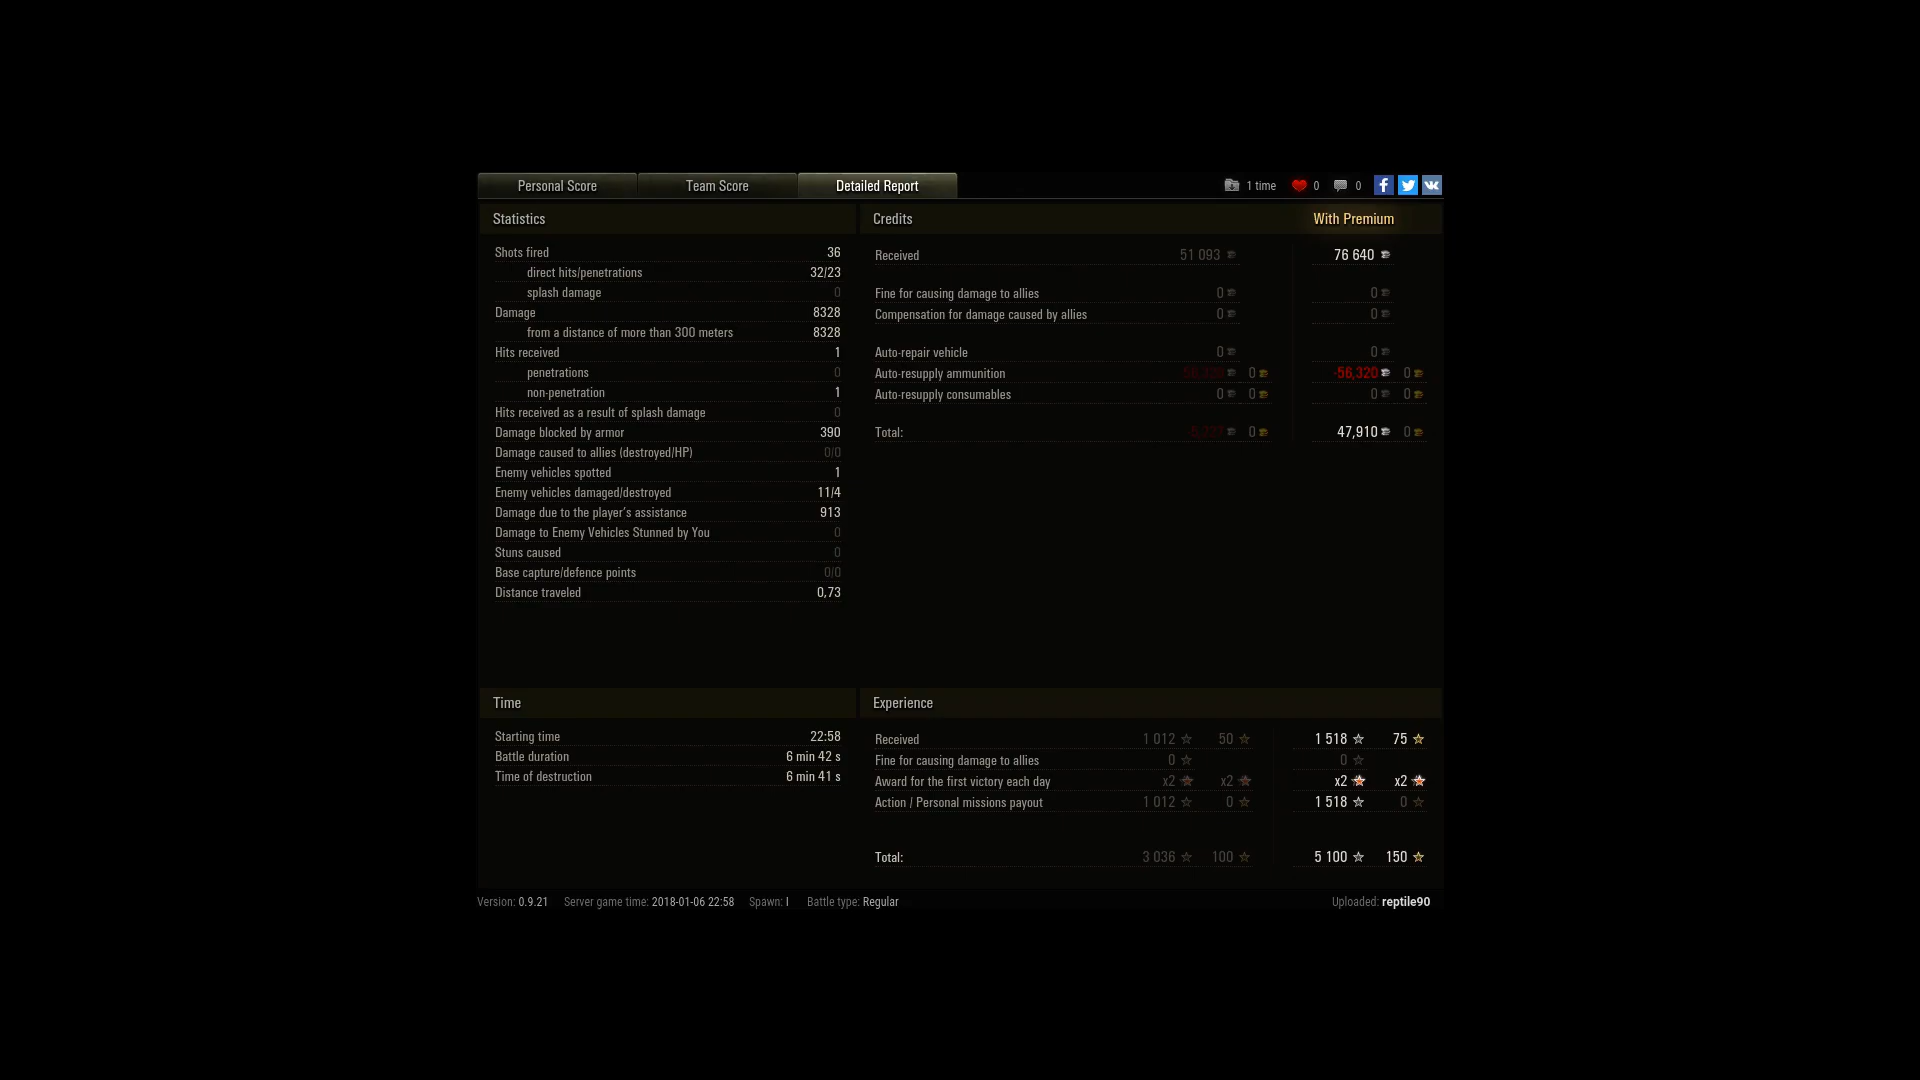 Personal Score Team Score Detailed Report 1 time 0 0
Statistics
Shots fired 36
direct hits/penetrations 32/23
splash damage 0
Damage 8328
from a distance of more than 300 meters 8328
Hits received 1
penetrations 0
non-penetration 1
Hits received as a result of splash damage 0
Damage blocked by armor 390
Damage caused to allies (destroyed/HP) 0/0
Enemy vehicles spotted 1
Enemy vehicles damaged/destroyed 11/4
Damage due to the player's assistance 913
Damage to Enemy Vehicles Stunned by You 0
Stuns caused 0
Base capture/defence points 0/0
Distance traveled 0,73
Credits With Premium
Received 51 093 76 640
Fine for causing damage to allies 0 0
Compensation for damage caused by allies 0 0
Auto-repair vehicle 0 0
Auto-resupply ammunition 0 -56,320 0
Auto-resupply consumables 0 0 0 0
Total: 0 47,910 0
Time
Starting time 22:58
Battle duration 6 min 42 s
Time of destruction 6 min 41 s
Experience
Received 1 012 50 1 518 75
Fine for causing damage to allies 0 0
Award for the first victory each day x2 x2 x2 x2
Action / Personal missions payout 1 012 0 1 518 0
Total: 3 036 100 5 100 150
Version: 0.9.21 Server game time: 2018-01-06 22:58 Spawn: I Battle type: Regular Uploaded: reptile90